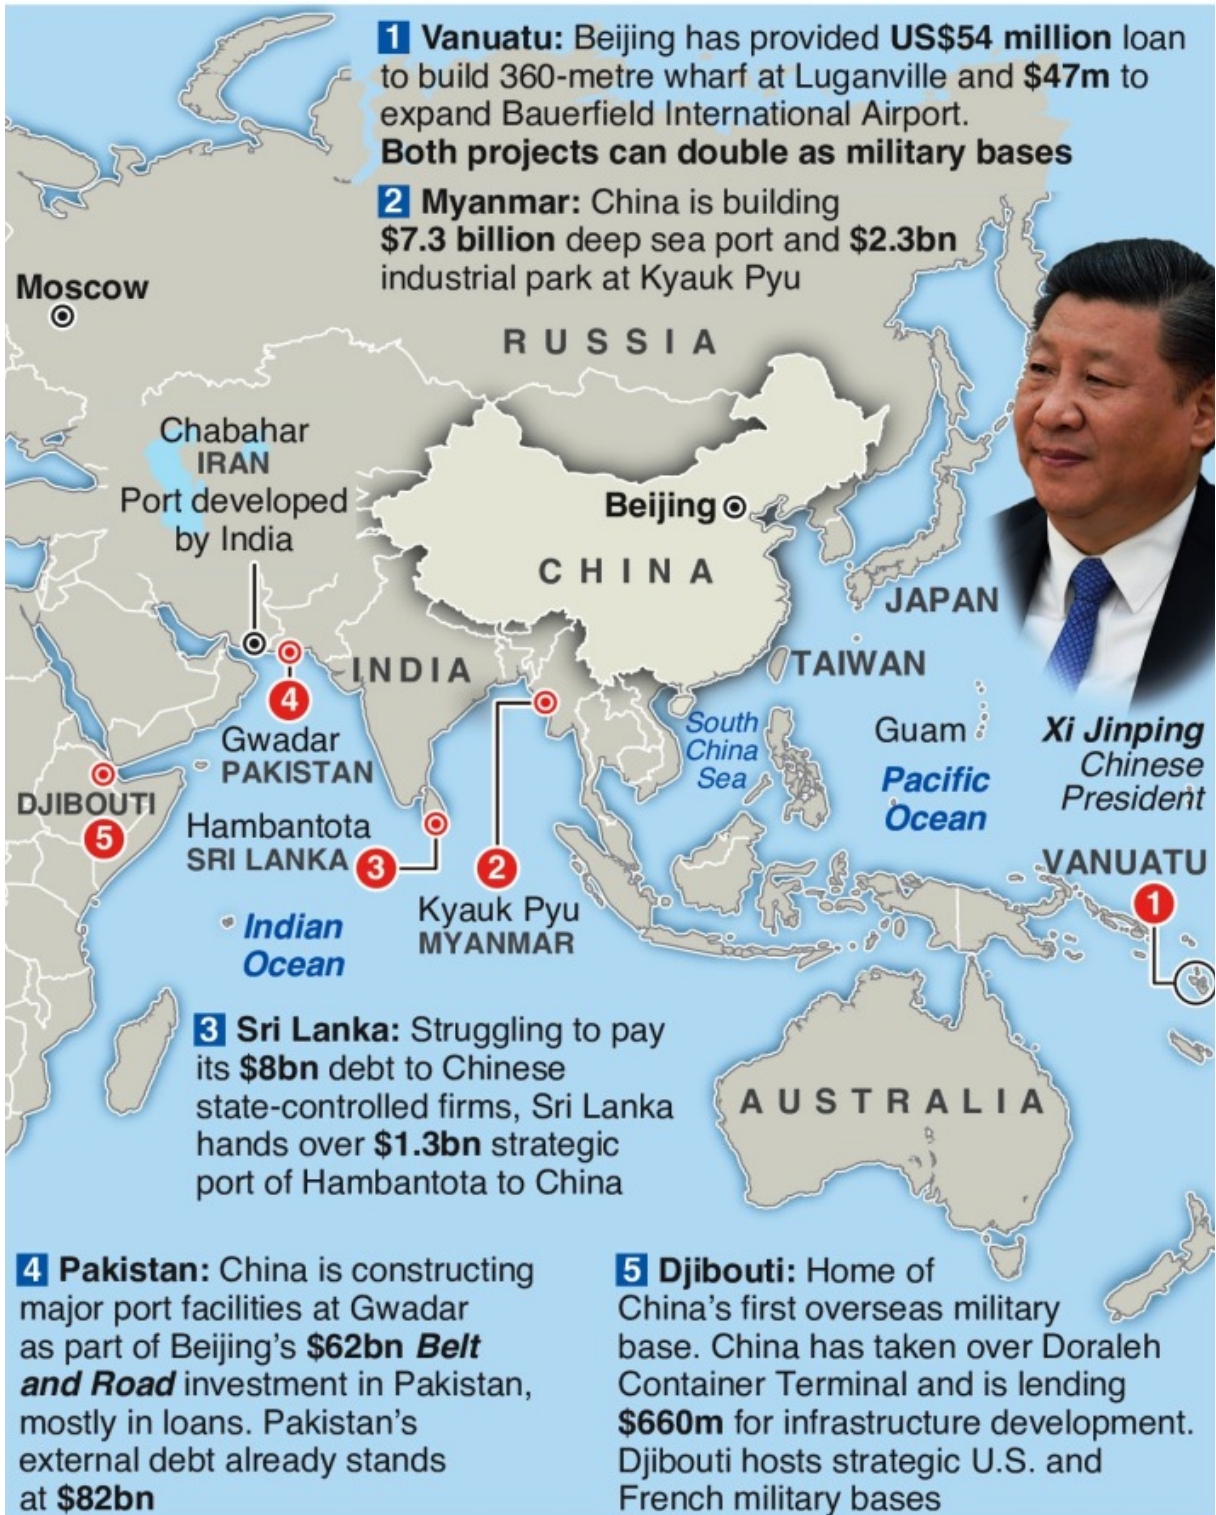 1 Vanuatu: Beijing has provided US$54 million loan
to build 360-metre wharf at Luganville and $47m to
expand Bauerfield International Airport.
Both projects can double as military bases
2 Myanmar: China is building
$7.3 billion deep sea port and $2.3bn
industrial park at Kyauk Pyu
Moscow
RUSSIA
Chabahar
IRAN
Port developed
by India
Beijing
CHINA
JAPAN
TAIWAN
INDIA
4
Gwadar
PAKISTAN
South
China
Sea
Guam
Pacific
Ocean
Xi Jinping
Chinese
President
DJIBOUTI
5
Hambantota
SRI LANKA
3
2
Kyauk Pyu
MYANMAR
VANUATU
1
Indian
Ocean
3 Sri Lanka: Struggling to pay
its $8bn debt to Chinese
state-controlled firms, Sri Lanka
hands over $1.3bn strategic
port of Hambantota to China
AUSTRALIA
4 Pakistan: China is constructing
major port facilities at Gwadar
as part of Beijing's $62bn Belt
and Road investment in Pakistan,
mostly in loans. Pakistan's
external debt already stands
at $82bn
5 Djibouti: Home of
China's first overseas military
base. China has taken over Doraleh
Container Terminal and is lending
$660m for infrastructure development.
Djibouti hosts strategic U.S. and
French military bases